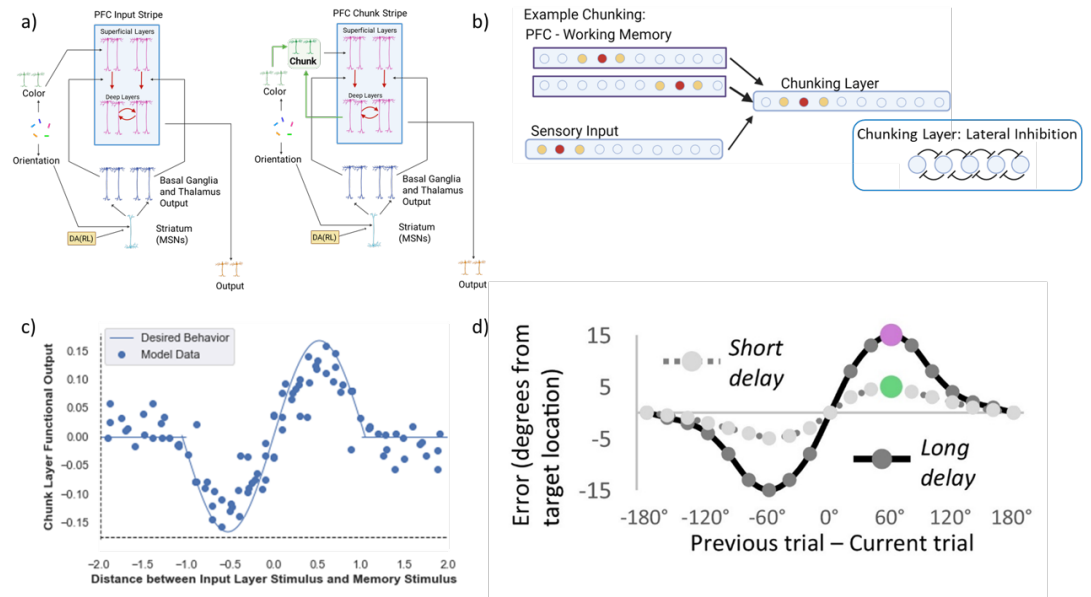 a)
PFC Input Stripe
Superficial Layers
Deep Layers
Color
Orientation
Basal Ganglia
and Thalamus
Output
DA(RL)
Striatum
(MSNs)
Output
PFC Chunk Stripe
Superficial Layers
Chunk
Deep Layers
Color
Orientation
Basal Ganglia
and Thalamus
Output
DA(RL)
Striatum
(MSNs)
Output
b)
Example Chunking:
PFC - Working Memory
Chunking Layer
Sensory Input
Chunking Layer: Lateral Inhibition
c)
Desired Behavior
Model Data
Chunk Layer Functional Output
0.15
0.10
0.05
0.00
−0.05
−0.10
−0.15
−2.0 −1.5 −1.0 −0.5 0.0 0.5 1.0 1.5 2.0
Distance between Input Layer Stimulus and Memory Stimulus
d)
Error (degrees from
target location)
15
5
-5
-15
Short
delay
Long
delay
-180° -120° -60° 0° 60° 120° 180°
Previous trial – Current trial